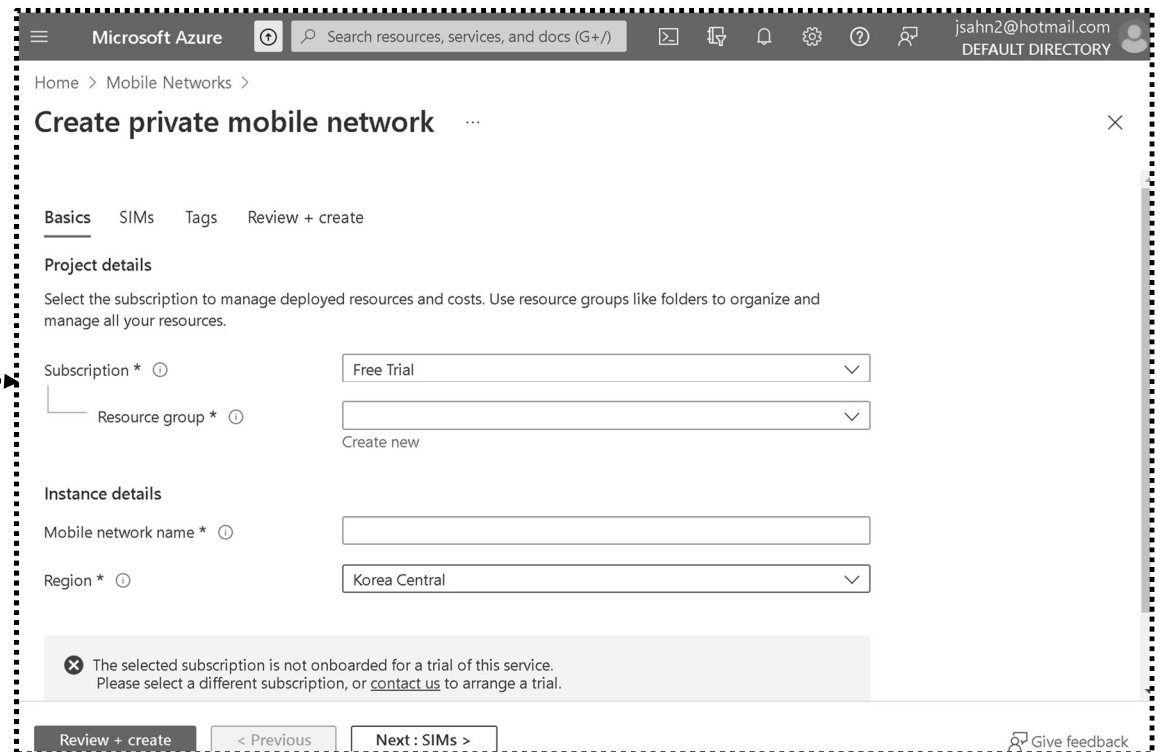 Microsoft Azure
Search resources, services, and docs (G+/)
jsahn2@hotmail.com
DEFAULT DIRECTORY
Home > Mobile Networks >
Create private mobile network ...
Basics SIMs Tags Review + create
Project details
Select the subscription to manage deployed resources and costs. Use resource groups like folders to organize and
manage all your resources.
Subscription * Free Trial
Resource group *
Create new
Instance details
Mobile network name *
Region * Korea Central
The selected subscription is not onboarded for a trial of this service.
Please select a different subscription, or contact us to arrange a trial.
Review + create < Previous Next : SIMs > Give feedback